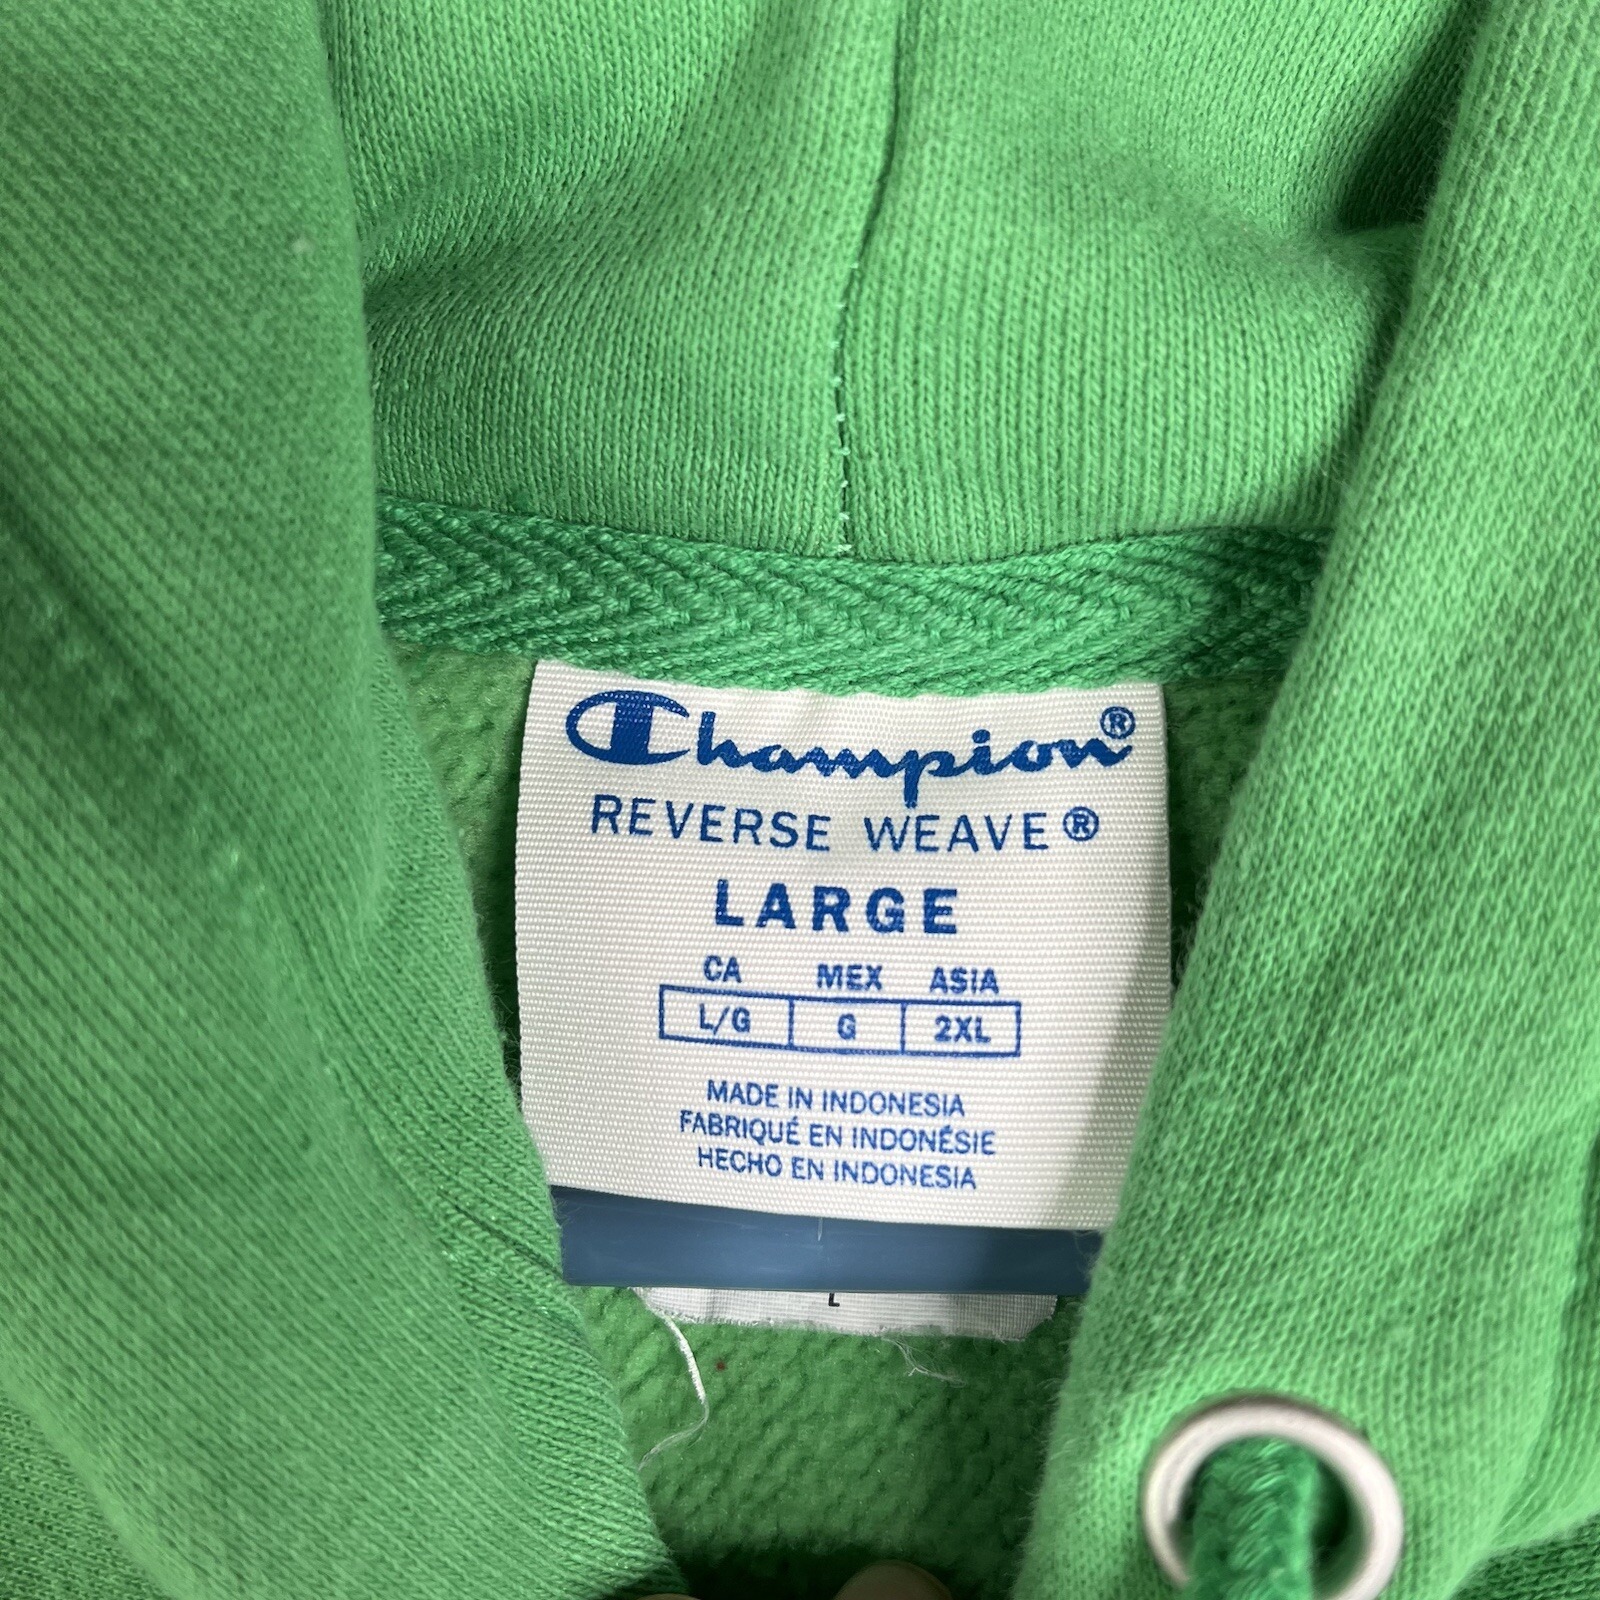 Champion®
REVERSE WEAVE®
LARGE
CA MEX ASIA
L/G G 2XL
MADE IN INDONESIA
FABRIQUÉ EN INDONÉSIE
HECHO EN INDONESIA
L